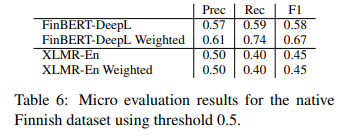 Prec Rec F1
FinBERT-DeepL 0.57 0.59 0.58
FinBERT-DeepL Weighted 0.61 0.74 0.67
XLMR-En 0.50 0.40 0.45
XLMR-En Weighted 0.50 0.40 0.45
Table 6: Micro evaluation results for the native
Finnish dataset using threshold 0.5.